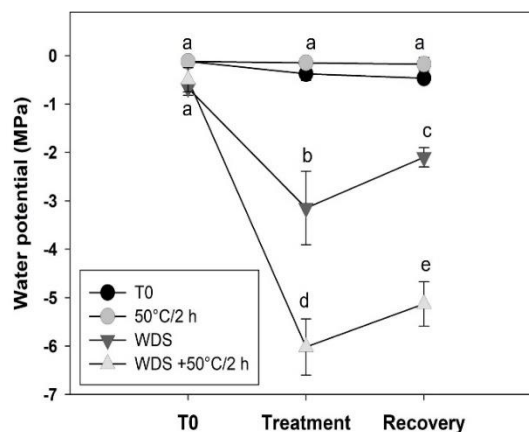 a a a
0
-1
a
b
c
-2
-3
-4
d
e
-5
-6
-7
Water potential (MPa)
T0
50°C/2 h
WDS
WDS +50°C/2 h
T0 Treatment Recovery